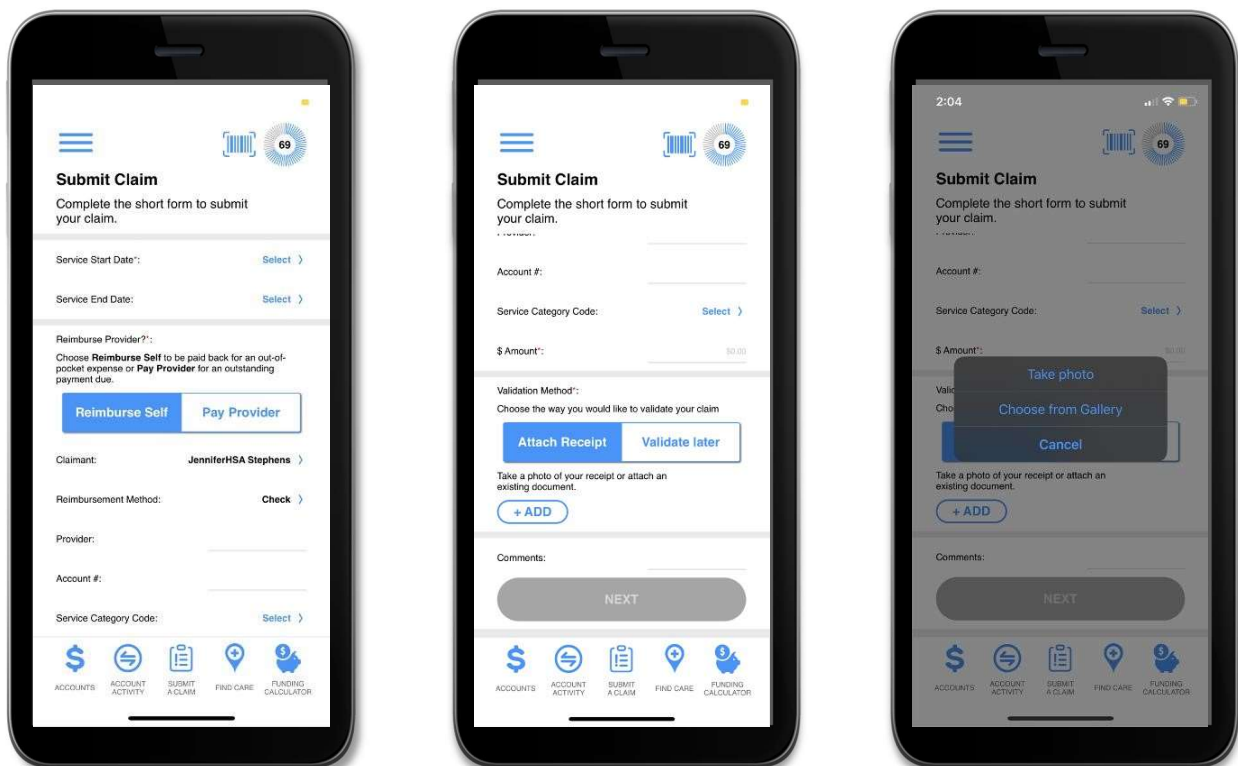 69
Submit Claim
Complete the short form to submit
your claim.
Service Start Date*:
Select
Service End Date:
Select
Reimburse Provider?*:
Choose Reimburse Self to be paid back for an out-of-
pocket expense or Pay Provider for an outstanding
payment due.
Reimburse Self
Pay Provider
Claimant:
JenniferHSA Stephens
Reimbursement Method:
Check
Provider:
Account #:
Service Category Code:
Select
ACCOUNTS
ACCOUNT
ACTIVITY
SUBMIT
A CLAIM
FIND CARE
FUNDING
CALCULATOR
69
Submit Claim
Complete the short form to submit
your claim.
Provider:
Account #:
Service Category Code:
Select
$ Amount*:
$0.00
Validation Method*:
Choose the way you would like to validate your claim
Attach Receipt
Validate later
Take a photo of your receipt or attach an
existing document.
+ ADD
Comments:
NEXT
ACCOUNTS
ACCOUNT
ACTIVITY
SUBMIT
A CLAIM
FIND CARE
FUNDING
CALCULATOR
2:04
69
Submit Claim
Complete the short form to submit
your claim.
Provider:
Account #:
Service Category Code:
Select
$ Amount*:
$0.00
Take photo
Choose from Gallery
Cancel
Take a photo of your receipt or attach an
existing document.
+ ADD
Comments:
NEXT
ACCOUNTS
ACCOUNT
ACTIVITY
SUBMIT
A CLAIM
FIND CARE
FUNDING
CALCULATOR